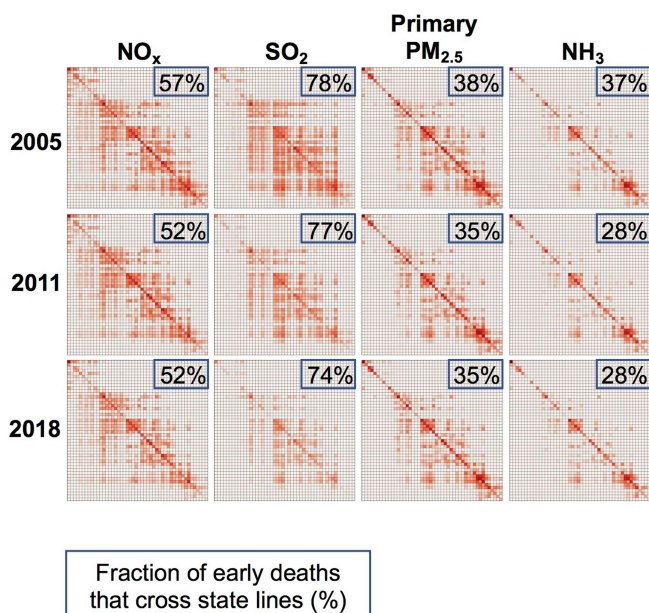 NOₓ SO₂ Primary PM₂.₅ NH₃
2005 57% 78% 38% 37%
2011 52% 77% 35% 28%
2018 52% 74% 35% 28%
Fraction of early deaths
that cross state lines (%)